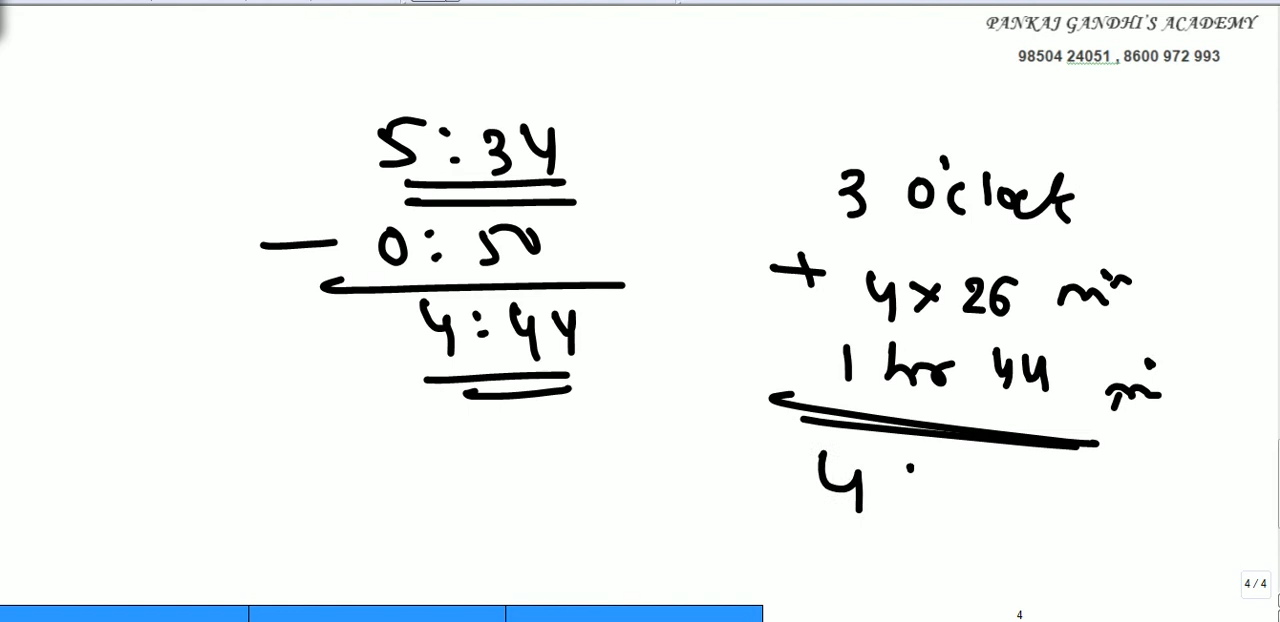 PANKAJ GANDHI'S ACADEMY
98504 24051 , 8600 972 993
5:34
— 0:50
4:44
3 o'clock
+ 4 × 26 min
1 hr 44 mi
4 .
4 / 4
4